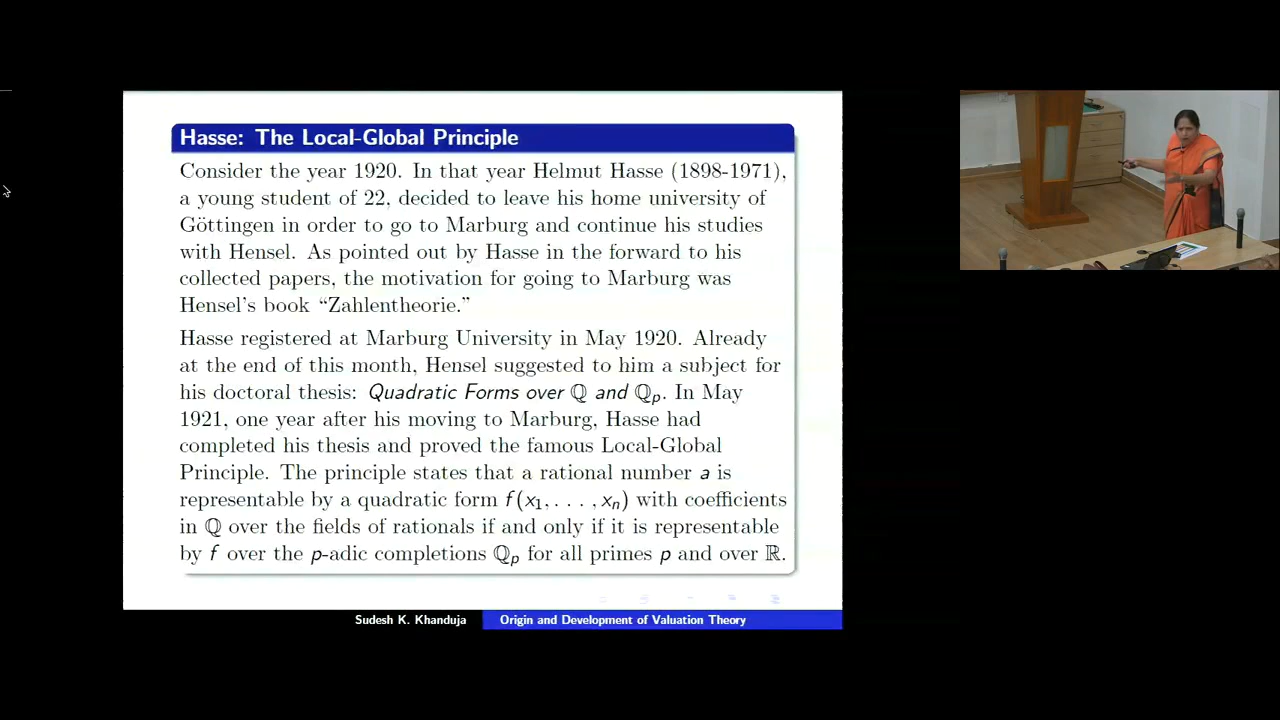 Hasse: The Local-Global Principle
Consider the year 1920. In that year Helmut Hasse (1898-1971),
a young student of 22, decided to leave his home university of
Göttingen in order to go to Marburg and continue his studies
with Hensel. As pointed out by Hasse in the forward to his
collected papers, the motivation for going to Marburg was
Hensel's book “Zahlentheorie.”
Hasse registered at Marburg University in May 1920. Already
at the end of this month, Hensel suggested to him a subject for
his doctoral thesis: Quadratic Forms over ℚ and ℚₚ. In May
1921, one year after his moving to Marburg, Hasse had
completed his thesis and proved the famous Local-Global
Principle. The principle states that a rational number a is
representable by a quadratic form f(x₁, . . . , xₙ) with coefficients
in ℚ over the fields of rationals if and only if it is representable
by f over the p-adic completions ℚₚ for all primes p and over ℝ.
Sudesh K. Khanduja
Origin and Development of Valuation Theory